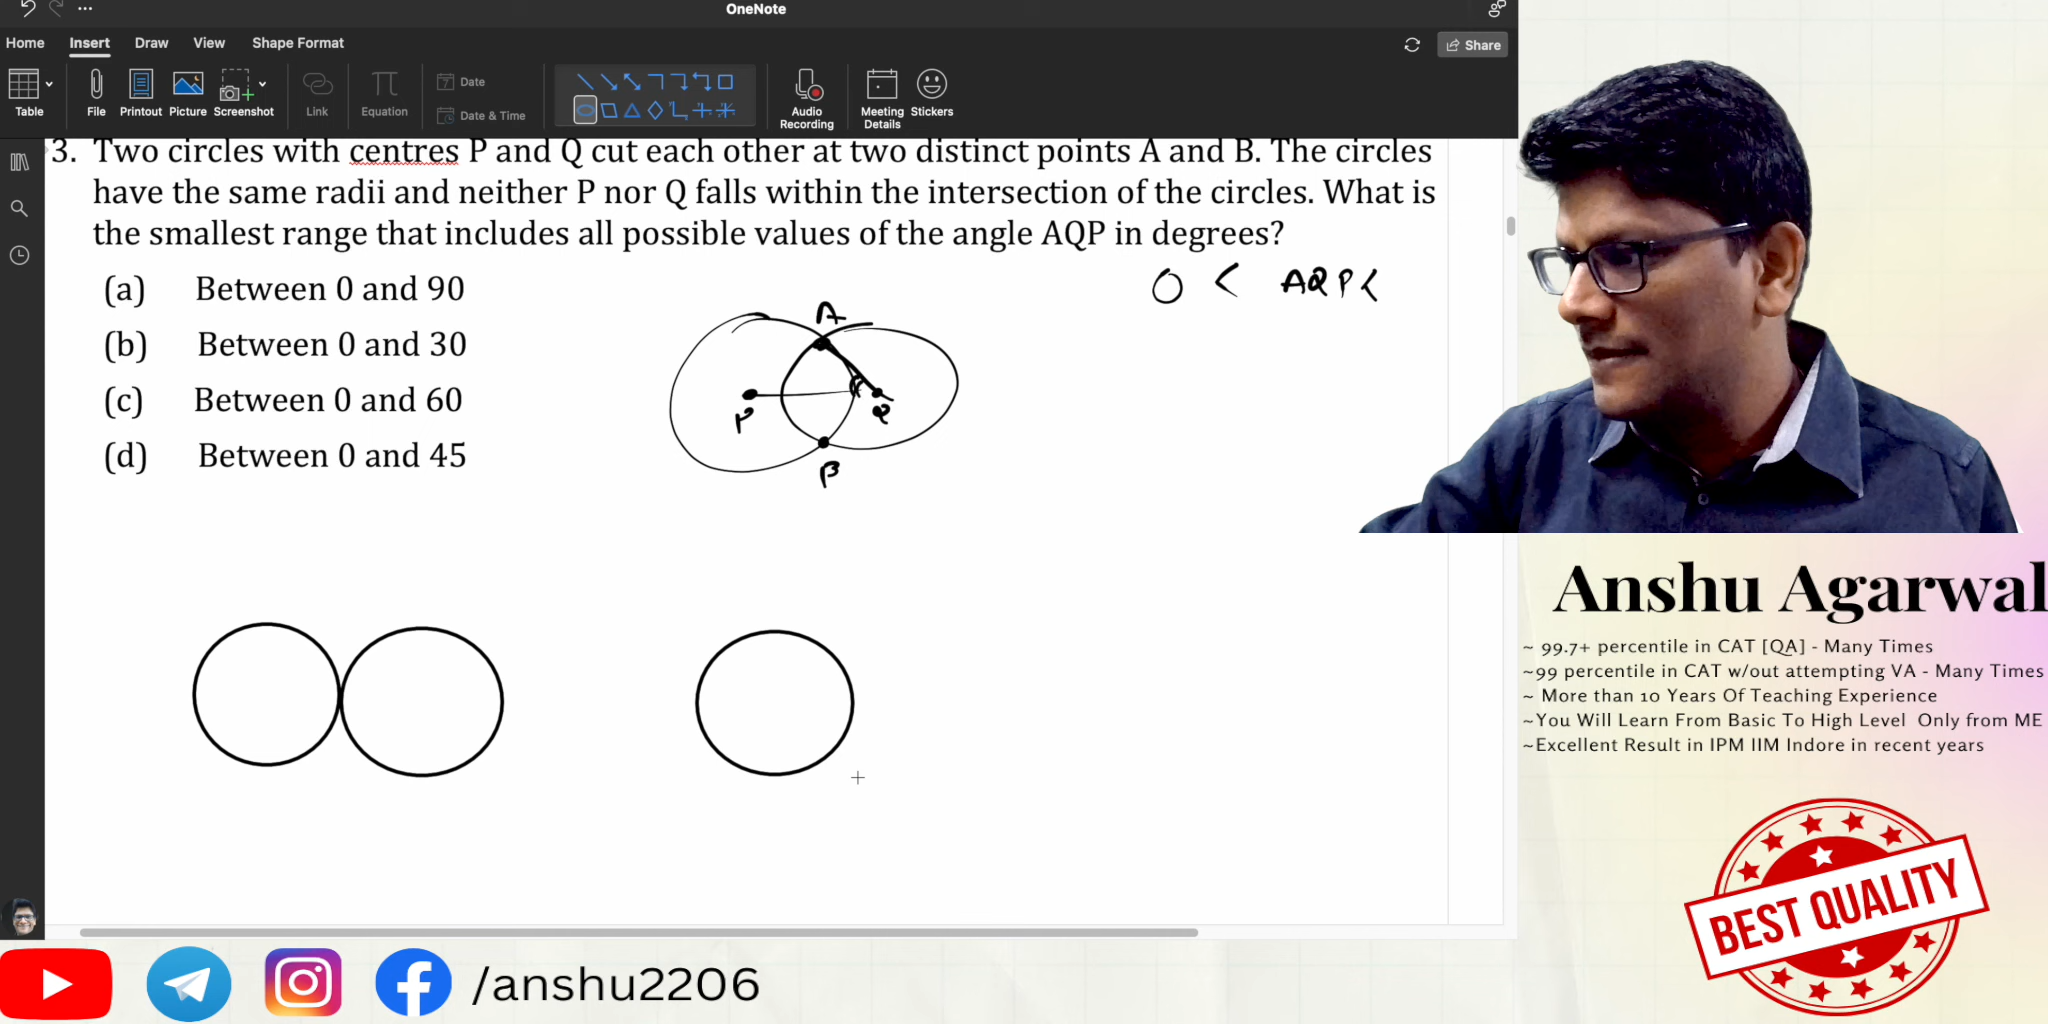 OneNote
Home Insert Draw View Shape Format
Share
Table File Printout Picture Screenshot Link Equation Date Date & Time Audio Recording Meeting Details Stickers
3. Two circles with centres P and Q cut each other at two distinct points A and B. The circles
have the same radii and neither P nor Q falls within the intersection of the circles. What is
the smallest range that includes all possible values of the angle AQP in degrees?
0 < AQP <
(a) Between 0 and 90
(b) Between 0 and 30
(c) Between 0 and 60
(d) Between 0 and 45
A
P
Q
B
Anshu Agarwal
~ 99.7+ percentile in CAT [QA] - Many Times
~99 percentile in CAT w/out attempting VA - Many Times
~ More than 10 Years Of Teaching Experience
~You Will Learn From Basic To High Level Only from ME
~Excellent Result in IPM IIM Indore in recent years
BEST QUALITY
/anshu2206